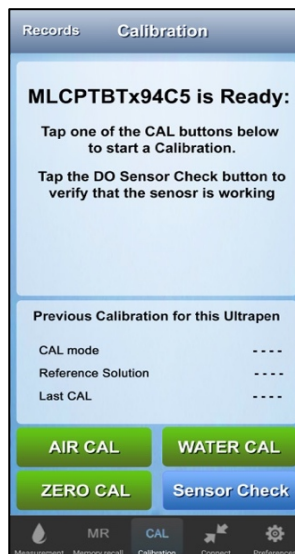 Records Calibration
MLCPTBTx94C5 is Ready:
Tap one of the CAL buttons below
to start a Calibration.
Tap the DO Sensor Check button to
verify that the senosr is working
Previous Calibration for this Ultrapen
CAL mode ----
Reference Solution ----
Last CAL ----
AIR CAL WATER CAL
ZERO CAL Sensor Check
MR CAL
Measurement Memory recall Calibration Connect Preference